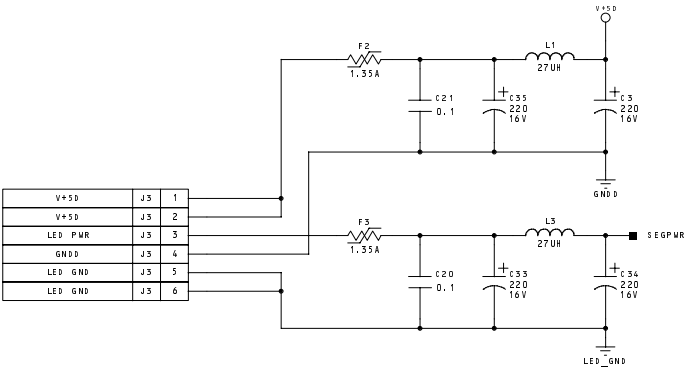 V+5D
F2
1.35A
L1
27UH
C21
0.1
C35
220
16V
C3
220
16V
GNDD
V+5D J3 1
V+5D J3 2
LED PWR J3 3
GNDD J3 4
LED GND J3 5
LED GND J3 6
F3
1.35A
L3
27UH
SEGPWR
C20
0.1
C33
220
16V
C34
220
16V
LED_GND